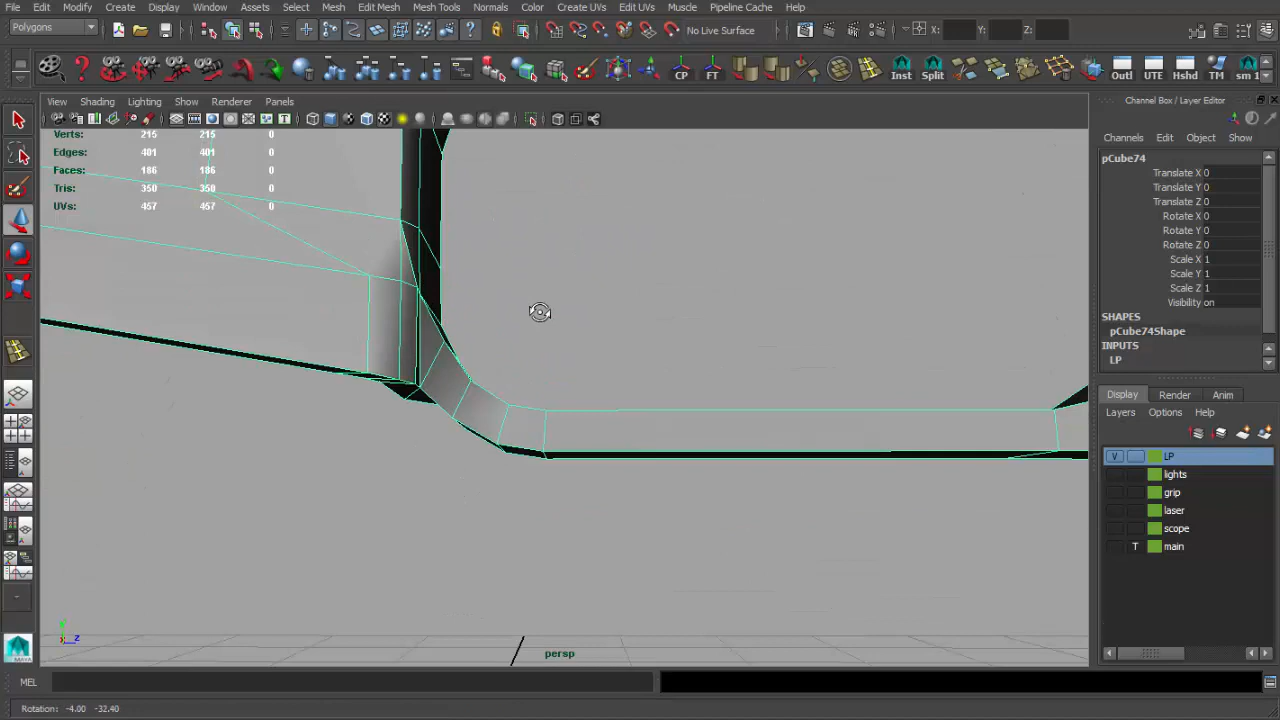 File Edit Modify Create Display Window Assets Select Mesh Edit Mesh Mesh Tools Normals Color Create UVs Edit UVs Muscle Pipeline Cache Help
Polygons No Live Surface X: Y: Z:
CP FT Inst Split Outl UTE Hshd TM sm 1
View Shading Lighting Show Renderer Panels
Channel Box / Layer Editor
Channels Edit Object Show
Verts: 215 215 0
Edges: 401 401 0
Faces: 186 186 0
Tris: 350 350 0
UVs: 457 457 0
pCube74
Translate X 0
Translate Y 0
Translate Z 0
Rotate X 0
Rotate Y 0
Rotate Z 0
Scale X 1
Scale Y 1
Scale Z 1
Visibility on
SHAPES
pCube74Shape
INPUTS
LP
Display Render Anim
Layers Options Help
V LP
lights
grip
laser
scope
T main
y z
persp
MEL
Rotation: -4.00 -32.40